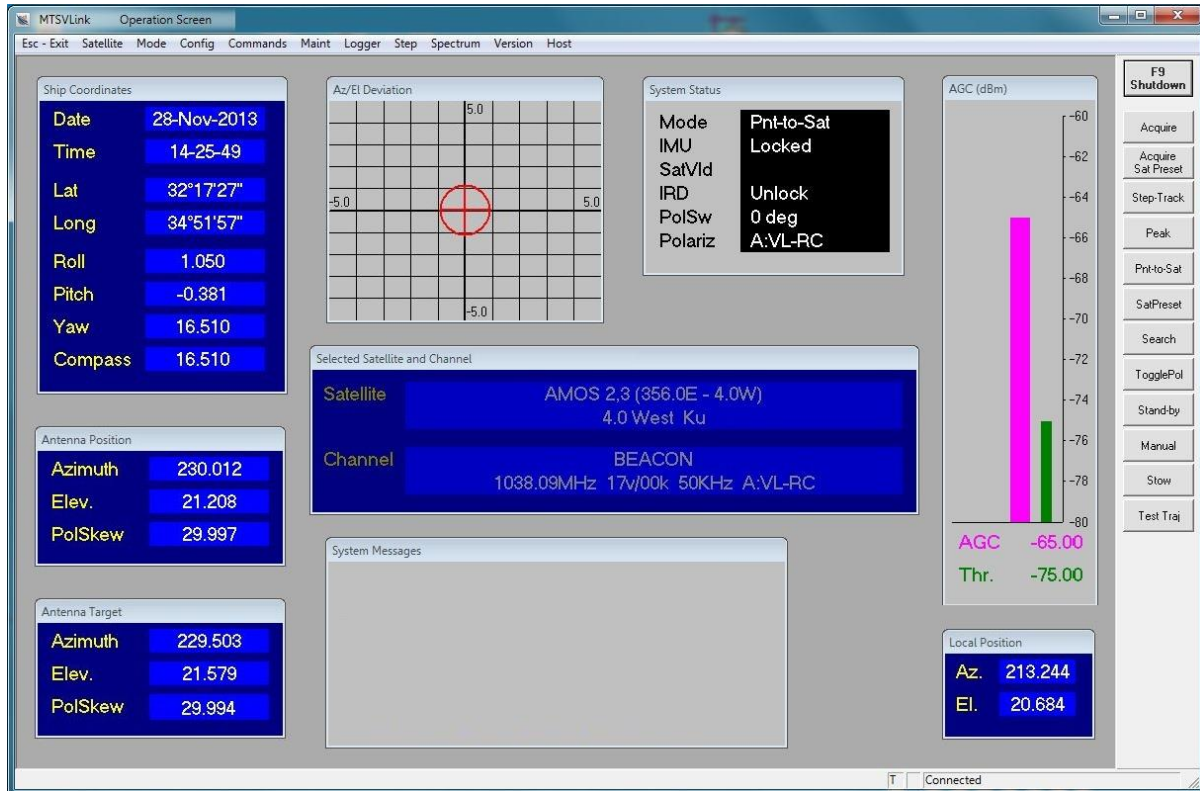 MTSVLink Operation Screen
Esc - Exit Satellite Mode Config Commands Maint Logger Step Spectrum Version Host
Ship Coordinates
Date 28-Nov-2013
Time 14-25-49
Lat 32°17'27"
Long 34°51'57"
Roll 1.050
Pitch -0.381
Yaw 16.510
Compass 16.510
Antenna Position
Azimuth 230.012
Elev. 21.208
PolSkew 29.997
Antenna Target
Azimuth 229.503
Elev. 21.579
PolSkew 29.994
Az/El Deviation
5.0
-5.0 5.0
-5.0
System Status
Mode Pnt-to-Sat
IMU Locked
SatVld
IRD Unlock
PolSw 0 deg
Polariz A:VL-RC
Selected Satellite and Channel
Satellite AMOS 2,3 (356.0E - 4.0W)
4.0 West Ku
Channel BEACON
1038.09MHz 17v/00k 50KHz A:VL-RC
System Messages
AGC (dBm)
-60
-62
-64
-66
-68
-70
-72
-74
-76
-78
-80
AGC -65.00
Thr. -75.00
Local Position
Az. 213.244
El. 20.684
F9
Shutdown
Acquire
Acquire
Sat Preset
Step-Track
Peak
Pnt-to-Sat
SatPreset
Search
TogglePol
Stand-by
Manual
Stow
Test Traj
T Connected